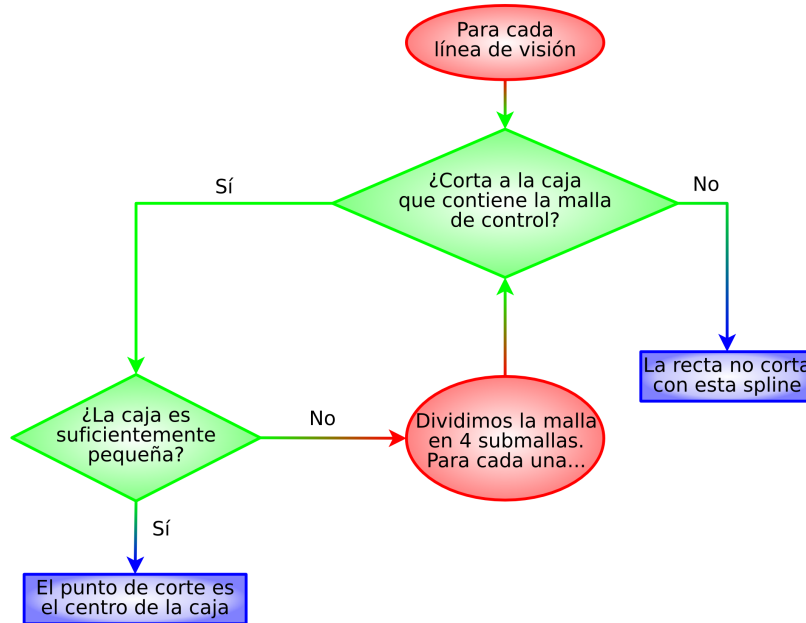 Para cada
línea de visión
¿Corta a la caja
que contiene la malla
de control?
Sí
No
La recta no corta
con esta spline
¿La caja es
suficientemente
pequeña?
No
Dividimos la malla
en 4 submallas.
Para cada una...
Sí
El punto de corte es
el centro de la caja